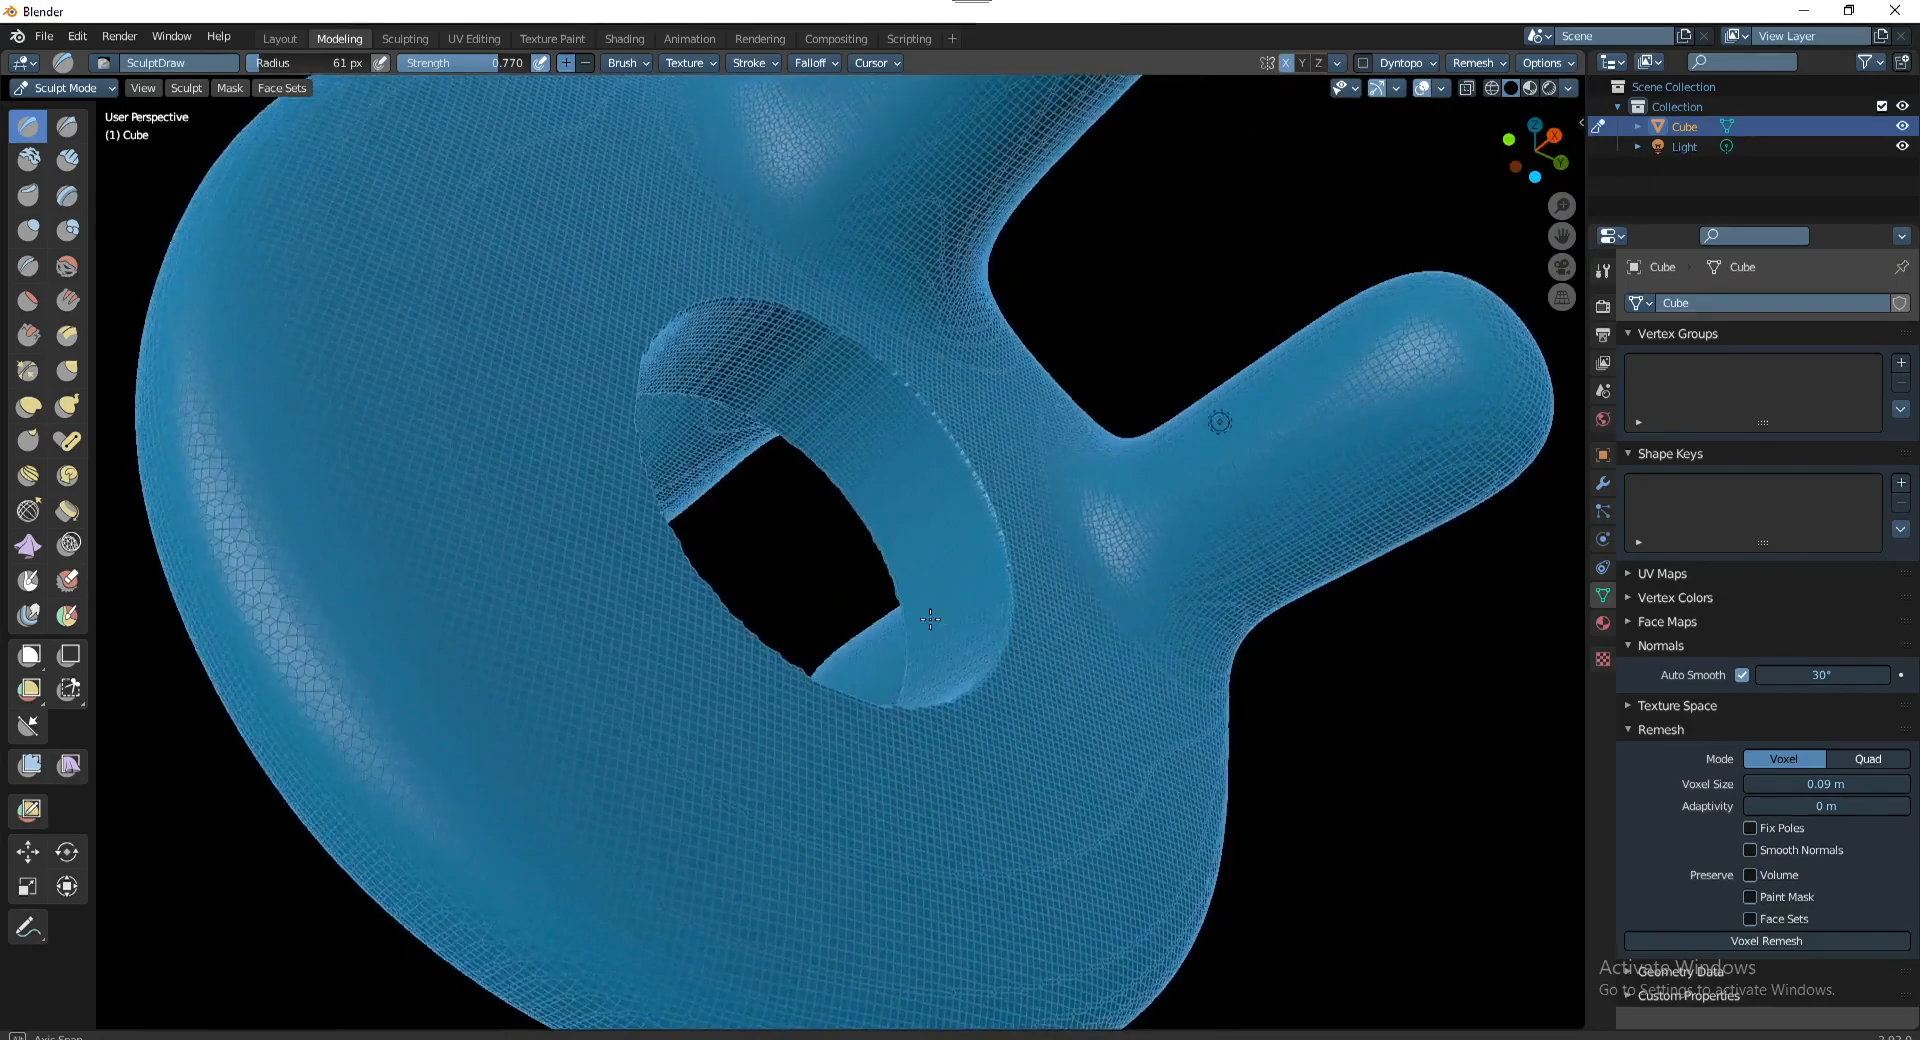 Blender
File Edit Render Window Help Layout Modeling Sculpting UV Editing Texture Paint Shading Animation Rendering Compositing Scripting + Scene View Layer
SculptDraw Radius 61 px Strength 0.770 Brush Texture Stroke Falloff Cursor X Y Z Dyntopo Remesh Options
Sculpt Mode View Sculpt Mask Face Sets
User Perspective
(1) Cube
Scene Collection
Collection
Cube
Light
Z
X
Y
Cube Cube
Cube
Vertex Groups
Shape Keys
UV Maps
Vertex Colors
Face Maps
Normals
Auto Smooth 30°
Texture Space
Remesh
Mode Voxel Quad
Voxel Size 0.09 m
Adaptivity 0 m
Fix Poles
Smooth Normals
Preserve Volume
Paint Mask
Face Sets
Voxel Remesh
Activate Windows
Geometry Data
Go to Settings to activate Windows.
Custom Properties
Axis Snap
2.92.0